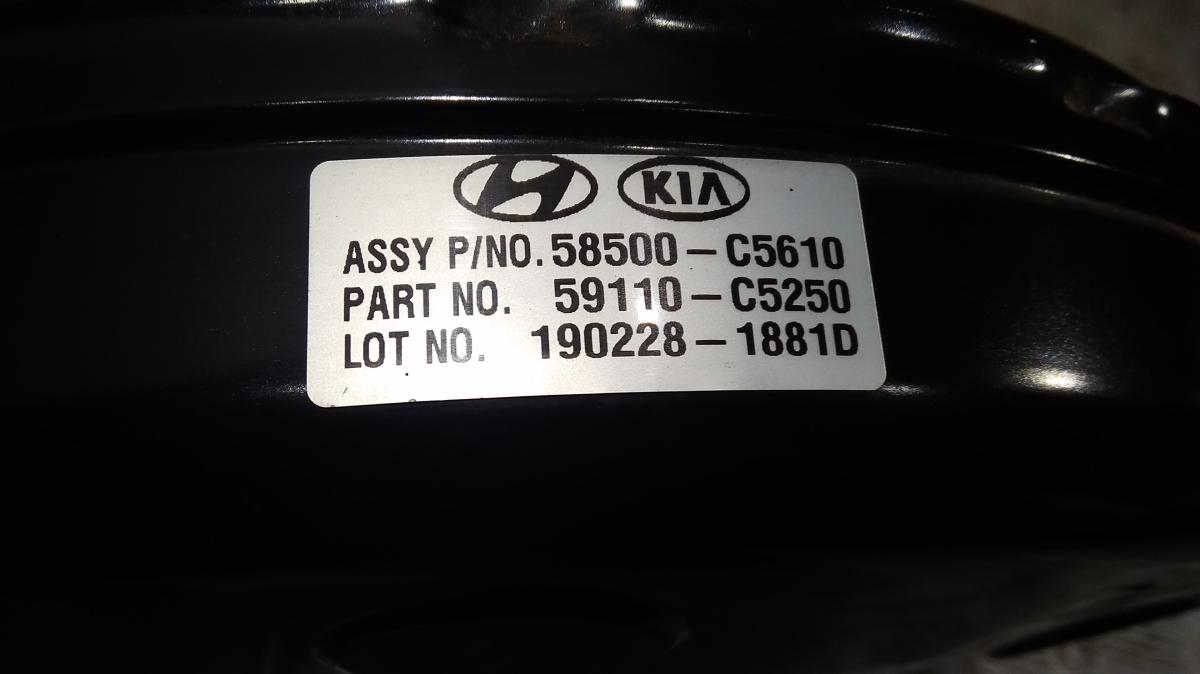 KIA
ASSY P/NO. 58500-C5610
PART NO. 59110-C5250
LOT NO. 190228-1881D